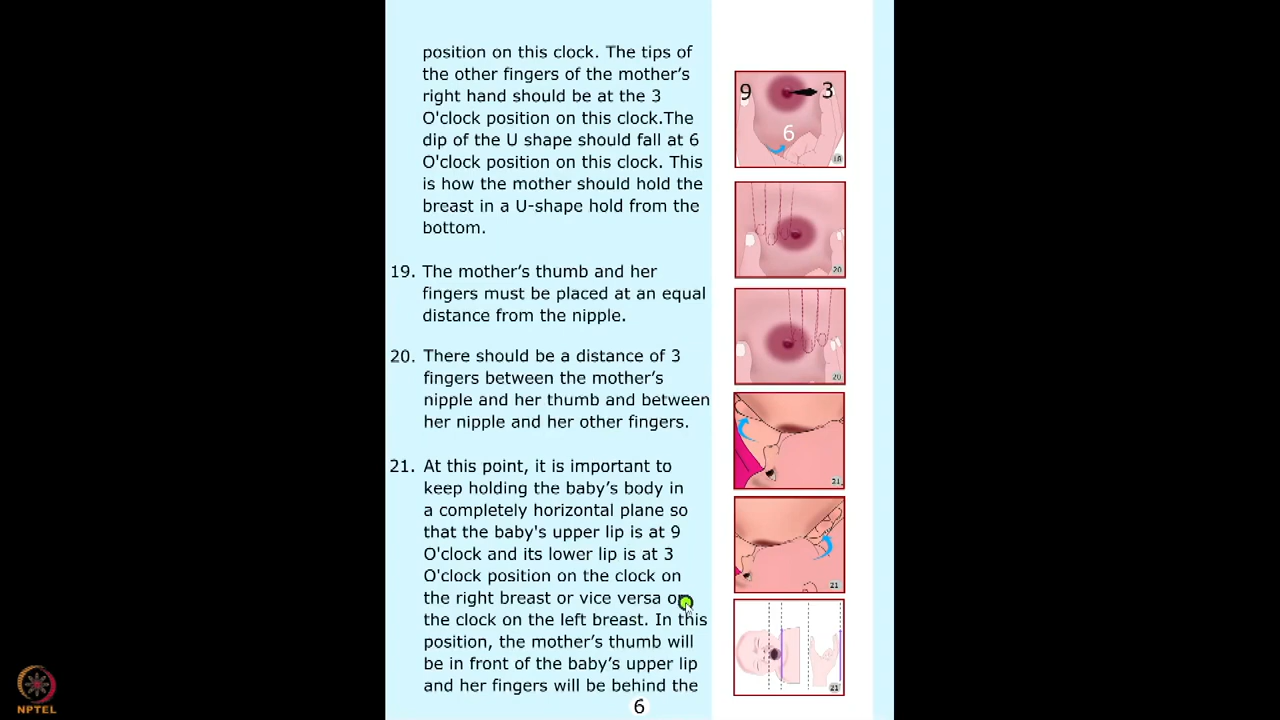 position on this clock. The tips of
the other fingers of the mother's
right hand should be at the 3
O'clock position on this clock.The
dip of the U shape should fall at 6
O'clock position on this clock. This
is how the mother should hold the
breast in a U-shape hold from the
bottom.
19. The mother's thumb and her
fingers must be placed at an equal
distance from the nipple.
20. There should be a distance of 3
fingers between the mother's
nipple and her thumb and between
her nipple and her other fingers.
21. At this point, it is important to
keep holding the baby's body in
a completely horizontal plane so
that the baby's upper lip is at 9
O'clock and its lower lip is at 3
O'clock position on the clock on
the right breast or vice versa on
the clock on the left breast. In this
position, the mother's thumb will
be in front of the baby's upper lip
and her fingers will be behind the
6
9 3
6
18
20
20
21
21
21
NPTEL